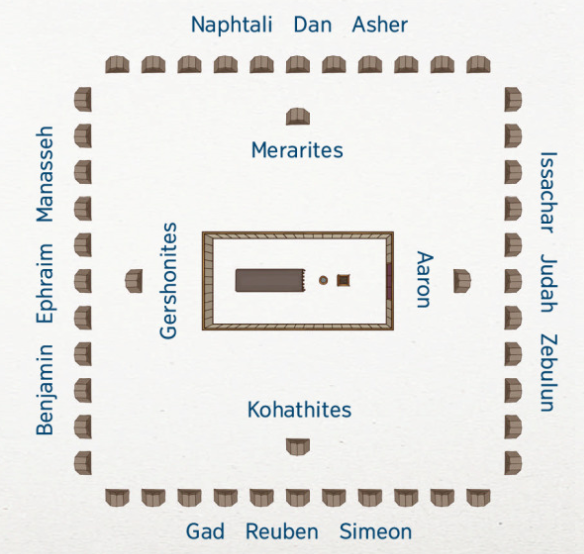 Naphtali Dan Asher
Merarites
Benjamin Ephraim Manasseh
Gershonites
Aaron
Issachar Judah Zebulun
Kohathites
Gad Reuben Simeon